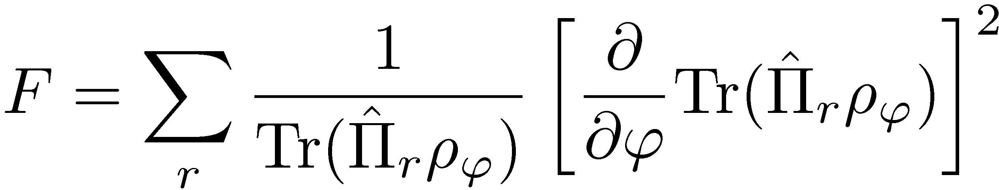 F = \sum_r \frac{1}{\mathrm{Tr}(\hat{\Pi}_r \rho_\varphi)} \left[ \frac{\partial}{\partial \varphi} \mathrm{Tr}(\hat{\Pi}_r \rho_\varphi) \right]^2